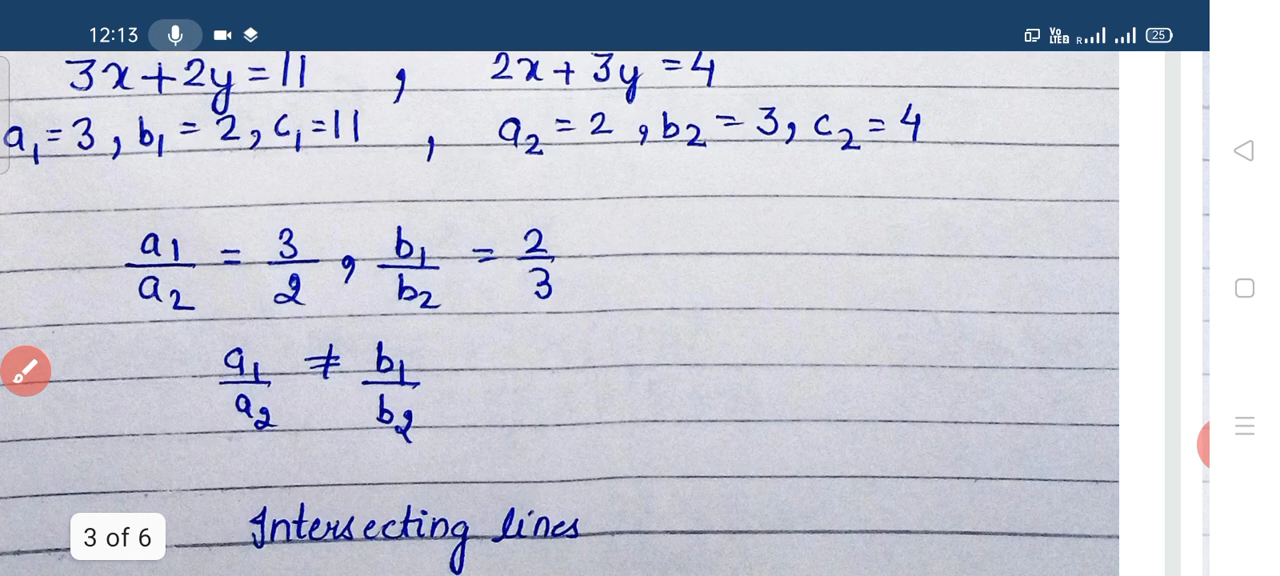 12:13 Vo LTE R 25
3x+2y=11 , 2x+3y=4
a₁=3, b₁=2, c₁=11 , a₂=2, b₂=3, c₂=4
a₁/a₂ = 3/2 , b₁/b₂ = 2/3
a₁/a₂ ≠ b₁/b₂
Intersecting lines
3 of 6